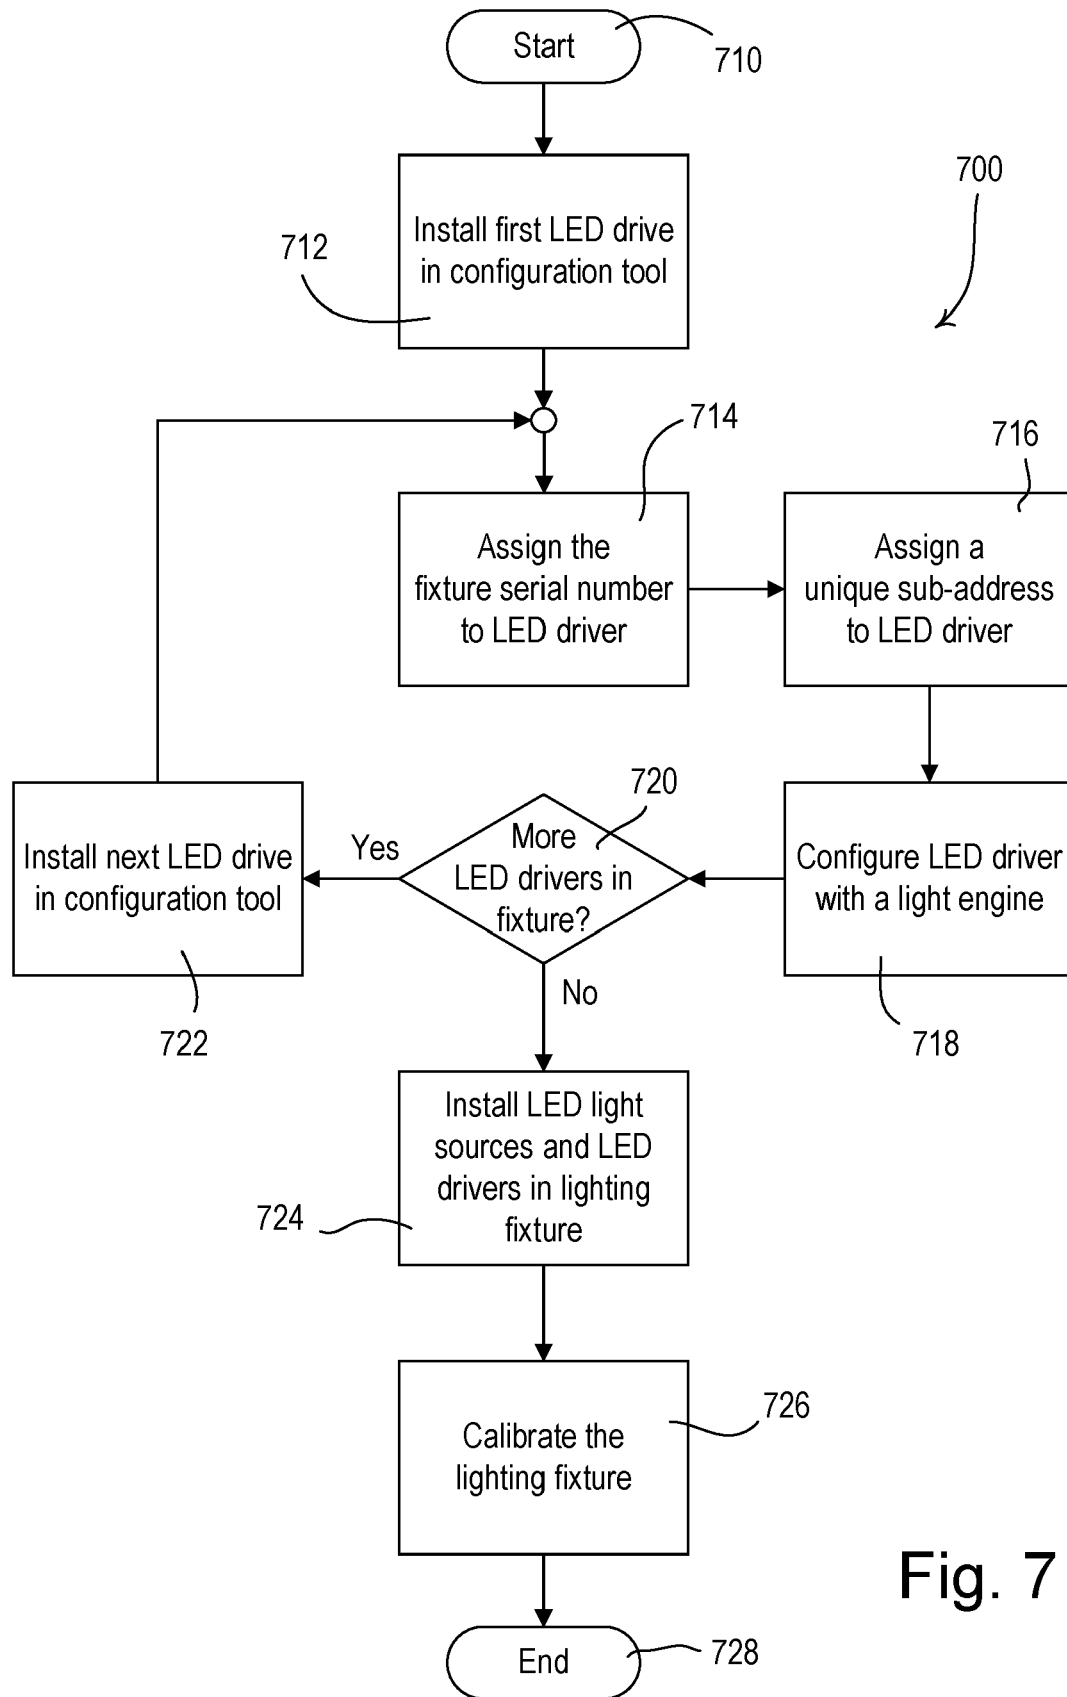 Start
710
700
Install first LED drive
in configuration tool
712
714
716
Assign the
fixture serial number
to LED driver
Assign a
unique sub-address
to LED driver
720
Install next LED drive
in configuration tool
Yes
More
LED drivers in
fixture?
Configure LED driver
with a light engine
No
722
718
Install LED light
sources and LED
drivers in lighting
fixture
724
726
Calibrate the
lighting fixture
Fig. 7
End
728